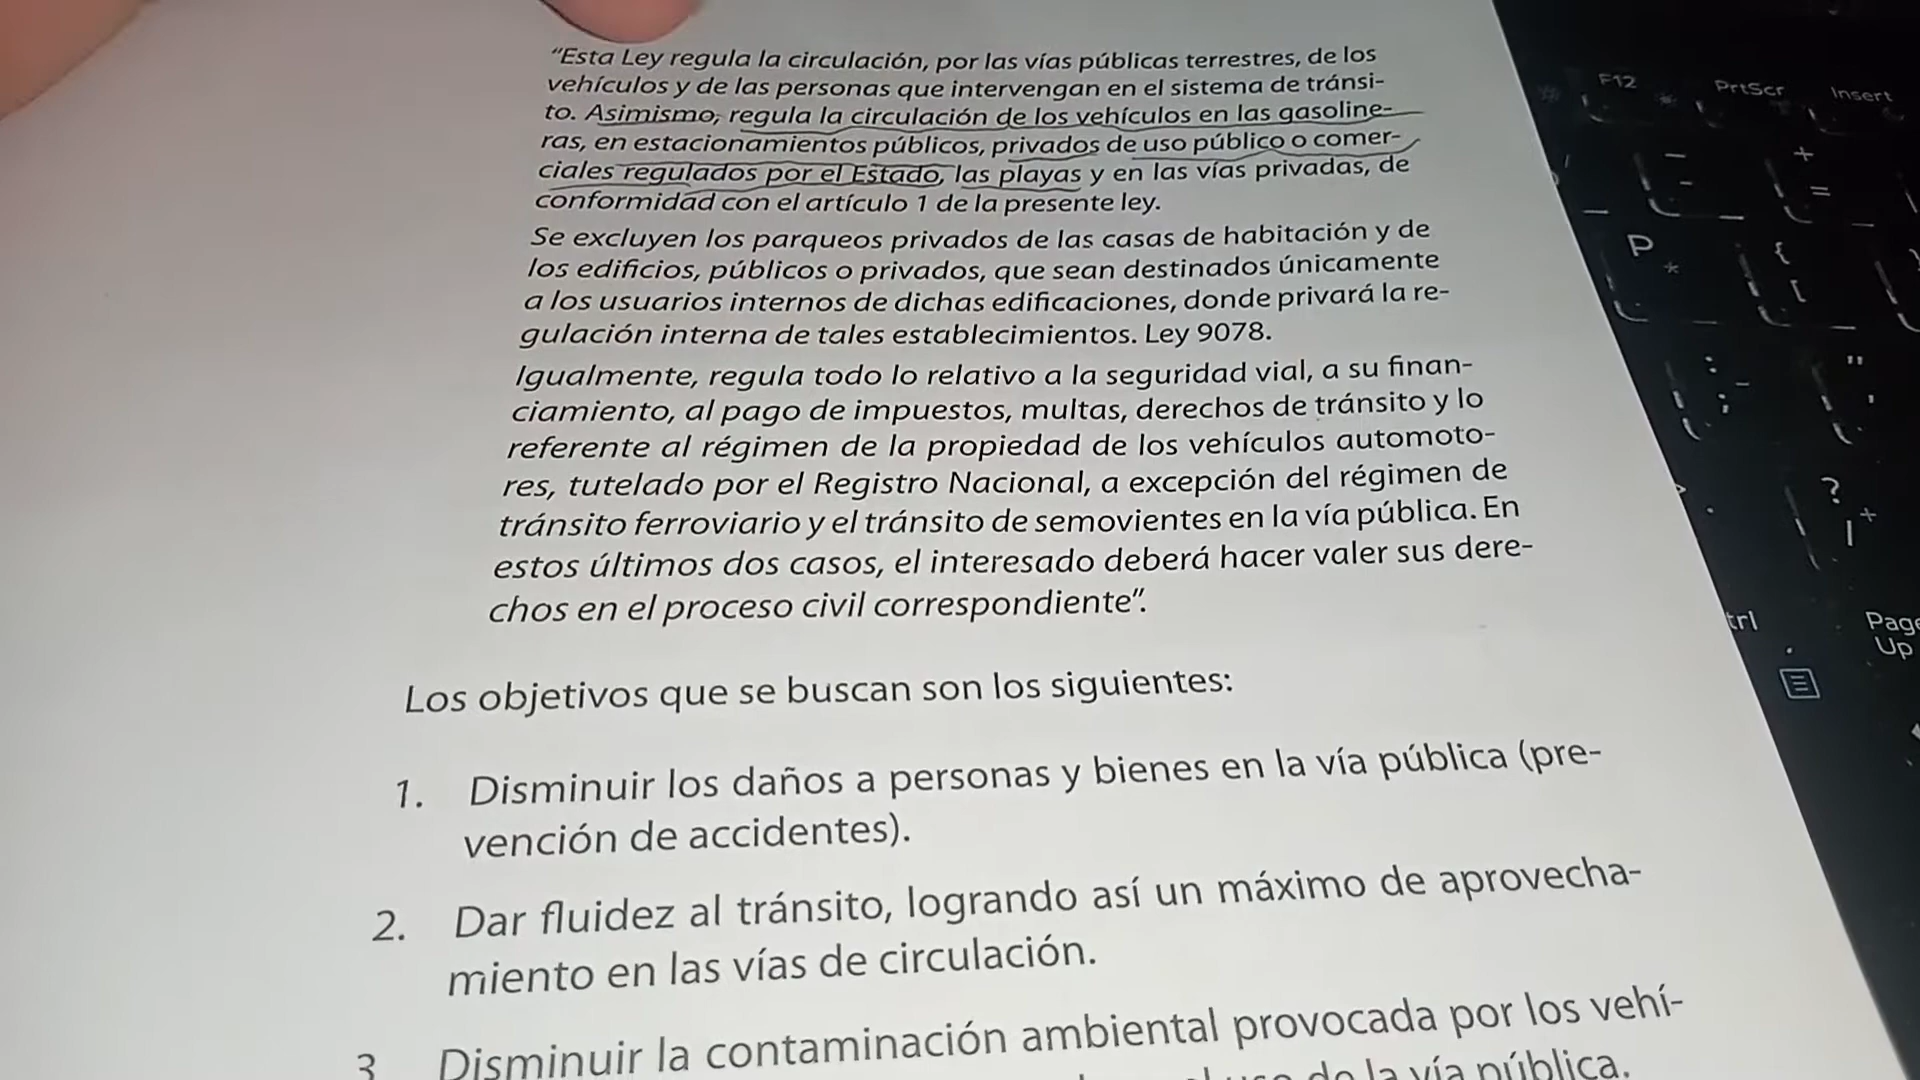 “Esta Ley regula la circulación, por las vías públicas terrestres, de los
vehículos y de las personas que intervengan en el sistema de tránsi-
to. Asimismo, regula la circulación de los vehículos en las gasoline-
ras, en estacionamientos públicos, privados de uso público o comer-
ciales regulados por el Estado, las playas y en las vías privadas, de
conformidad con el artículo 1 de la presente ley.
Se excluyen los parqueos privados de las casas de habitación y de
los edificios, públicos o privados, que sean destinados únicamente
a los usuarios internos de dichas edificaciones, donde privará la re-
gulación interna de tales establecimientos. Ley 9078.
Igualmente, regula todo lo relativo a la seguridad vial, a su finan-
ciamiento, al pago de impuestos, multas, derechos de tránsito y lo
referente al régimen de la propiedad de los vehículos automoto-
res, tutelado por el Registro Nacional, a excepción del régimen de
tránsito ferroviario y el tránsito de semovientes en la vía pública. En
estos últimos dos casos, el interesado deberá hacer valer sus dere-
chos en el proceso civil correspondiente”.
Los objetivos que se buscan son los siguientes:
1. Disminuir los daños a personas y bienes en la vía pública (pre-
vención de accidentes).
2. Dar fluidez al tránsito, logrando así un máximo de aprovecha-
miento en las vías de circulación.
3 Disminuir la contaminación ambiental provocada por los vehí-
de la vía pública.
F12 PrtScr Insert
+
- =
P { [
: ; " '
? /
trl Page
Up